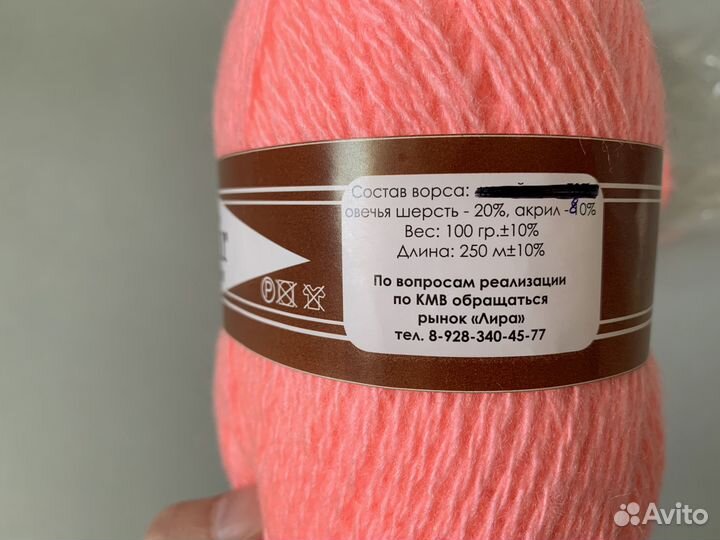 Состав ворса:
овечья шерсть - 20%, акрил -80%
Вес: 100 гр.±10%
Длина: 250 м±10%
По вопросам реализации
по КМВ обращаться
рынок «Лира»
тел. 8-928-340-45-77
P
Avito